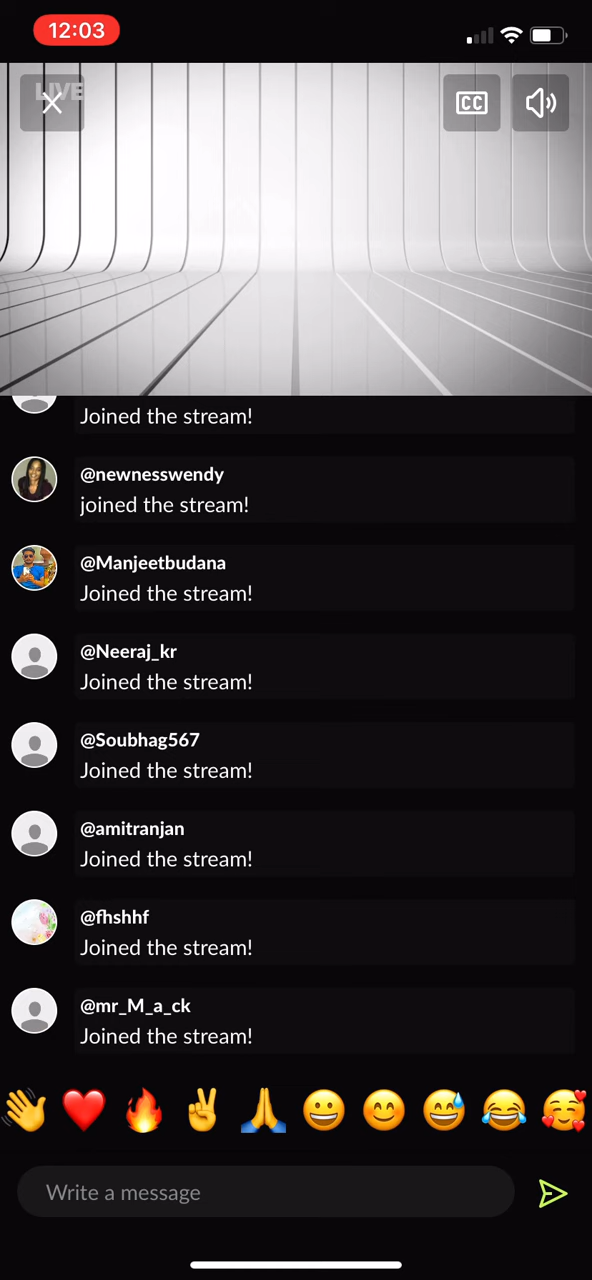 12:03
LIVE
CC
Joined the stream!
@newnesswendy
joined the stream!
@Manjeetbudana
Joined the stream!
@Neeraj_kr
Joined the stream!
@Soubhag567
Joined the stream!
@amitranjan
Joined the stream!
@fhshhf
Joined the stream!
@mr_M_a_ck
Joined the stream!
Write a message